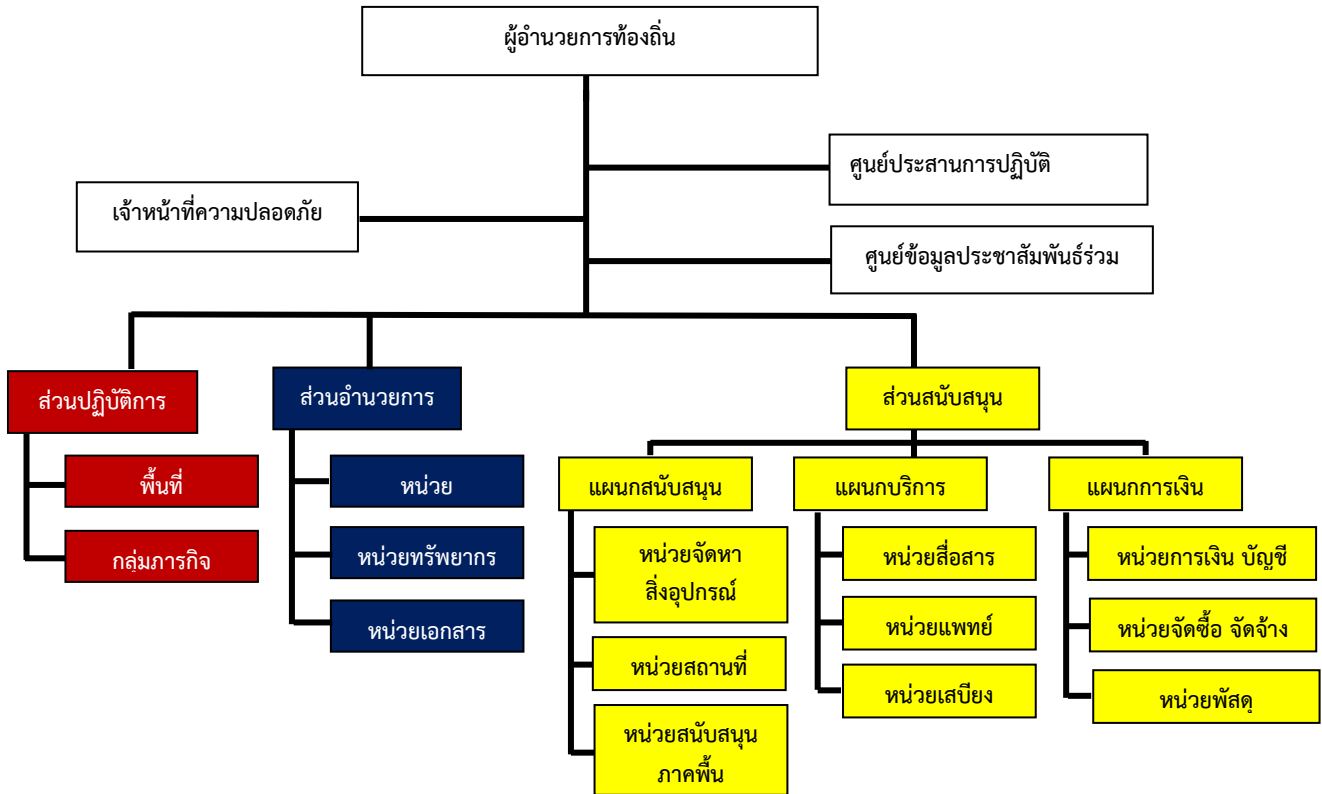 ผู้อำนวยการท้องถิ่น
ศูนย์ประสานการปฏิบัติ
เจ้าหน้าที่ความปลอดภัย
ศูนย์ข้อมูลประชาสัมพันธ์ร่วม
ส่วนปฏิบัติการ
พื้นที่
กลุ่มภารกิจ
ส่วนอำนวยการ
หน่วย
หน่วยทรัพยากร
หน่วยเอกสาร
ส่วนสนับสนุน
แผนกสนับสนุน
หน่วยจัดหา
สิ่งอุปกรณ์
หน่วยสถานที่
หน่วยสนับสนุน
ภาคพื้น
แผนกบริการ
หน่วยสื่อสาร
หน่วยแพทย์
หน่วยเสบียง
แผนกการเงิน
หน่วยการเงิน บัญชี
หน่วยจัดซื้อ จัดจ้าง
หน่วยพัสดุ